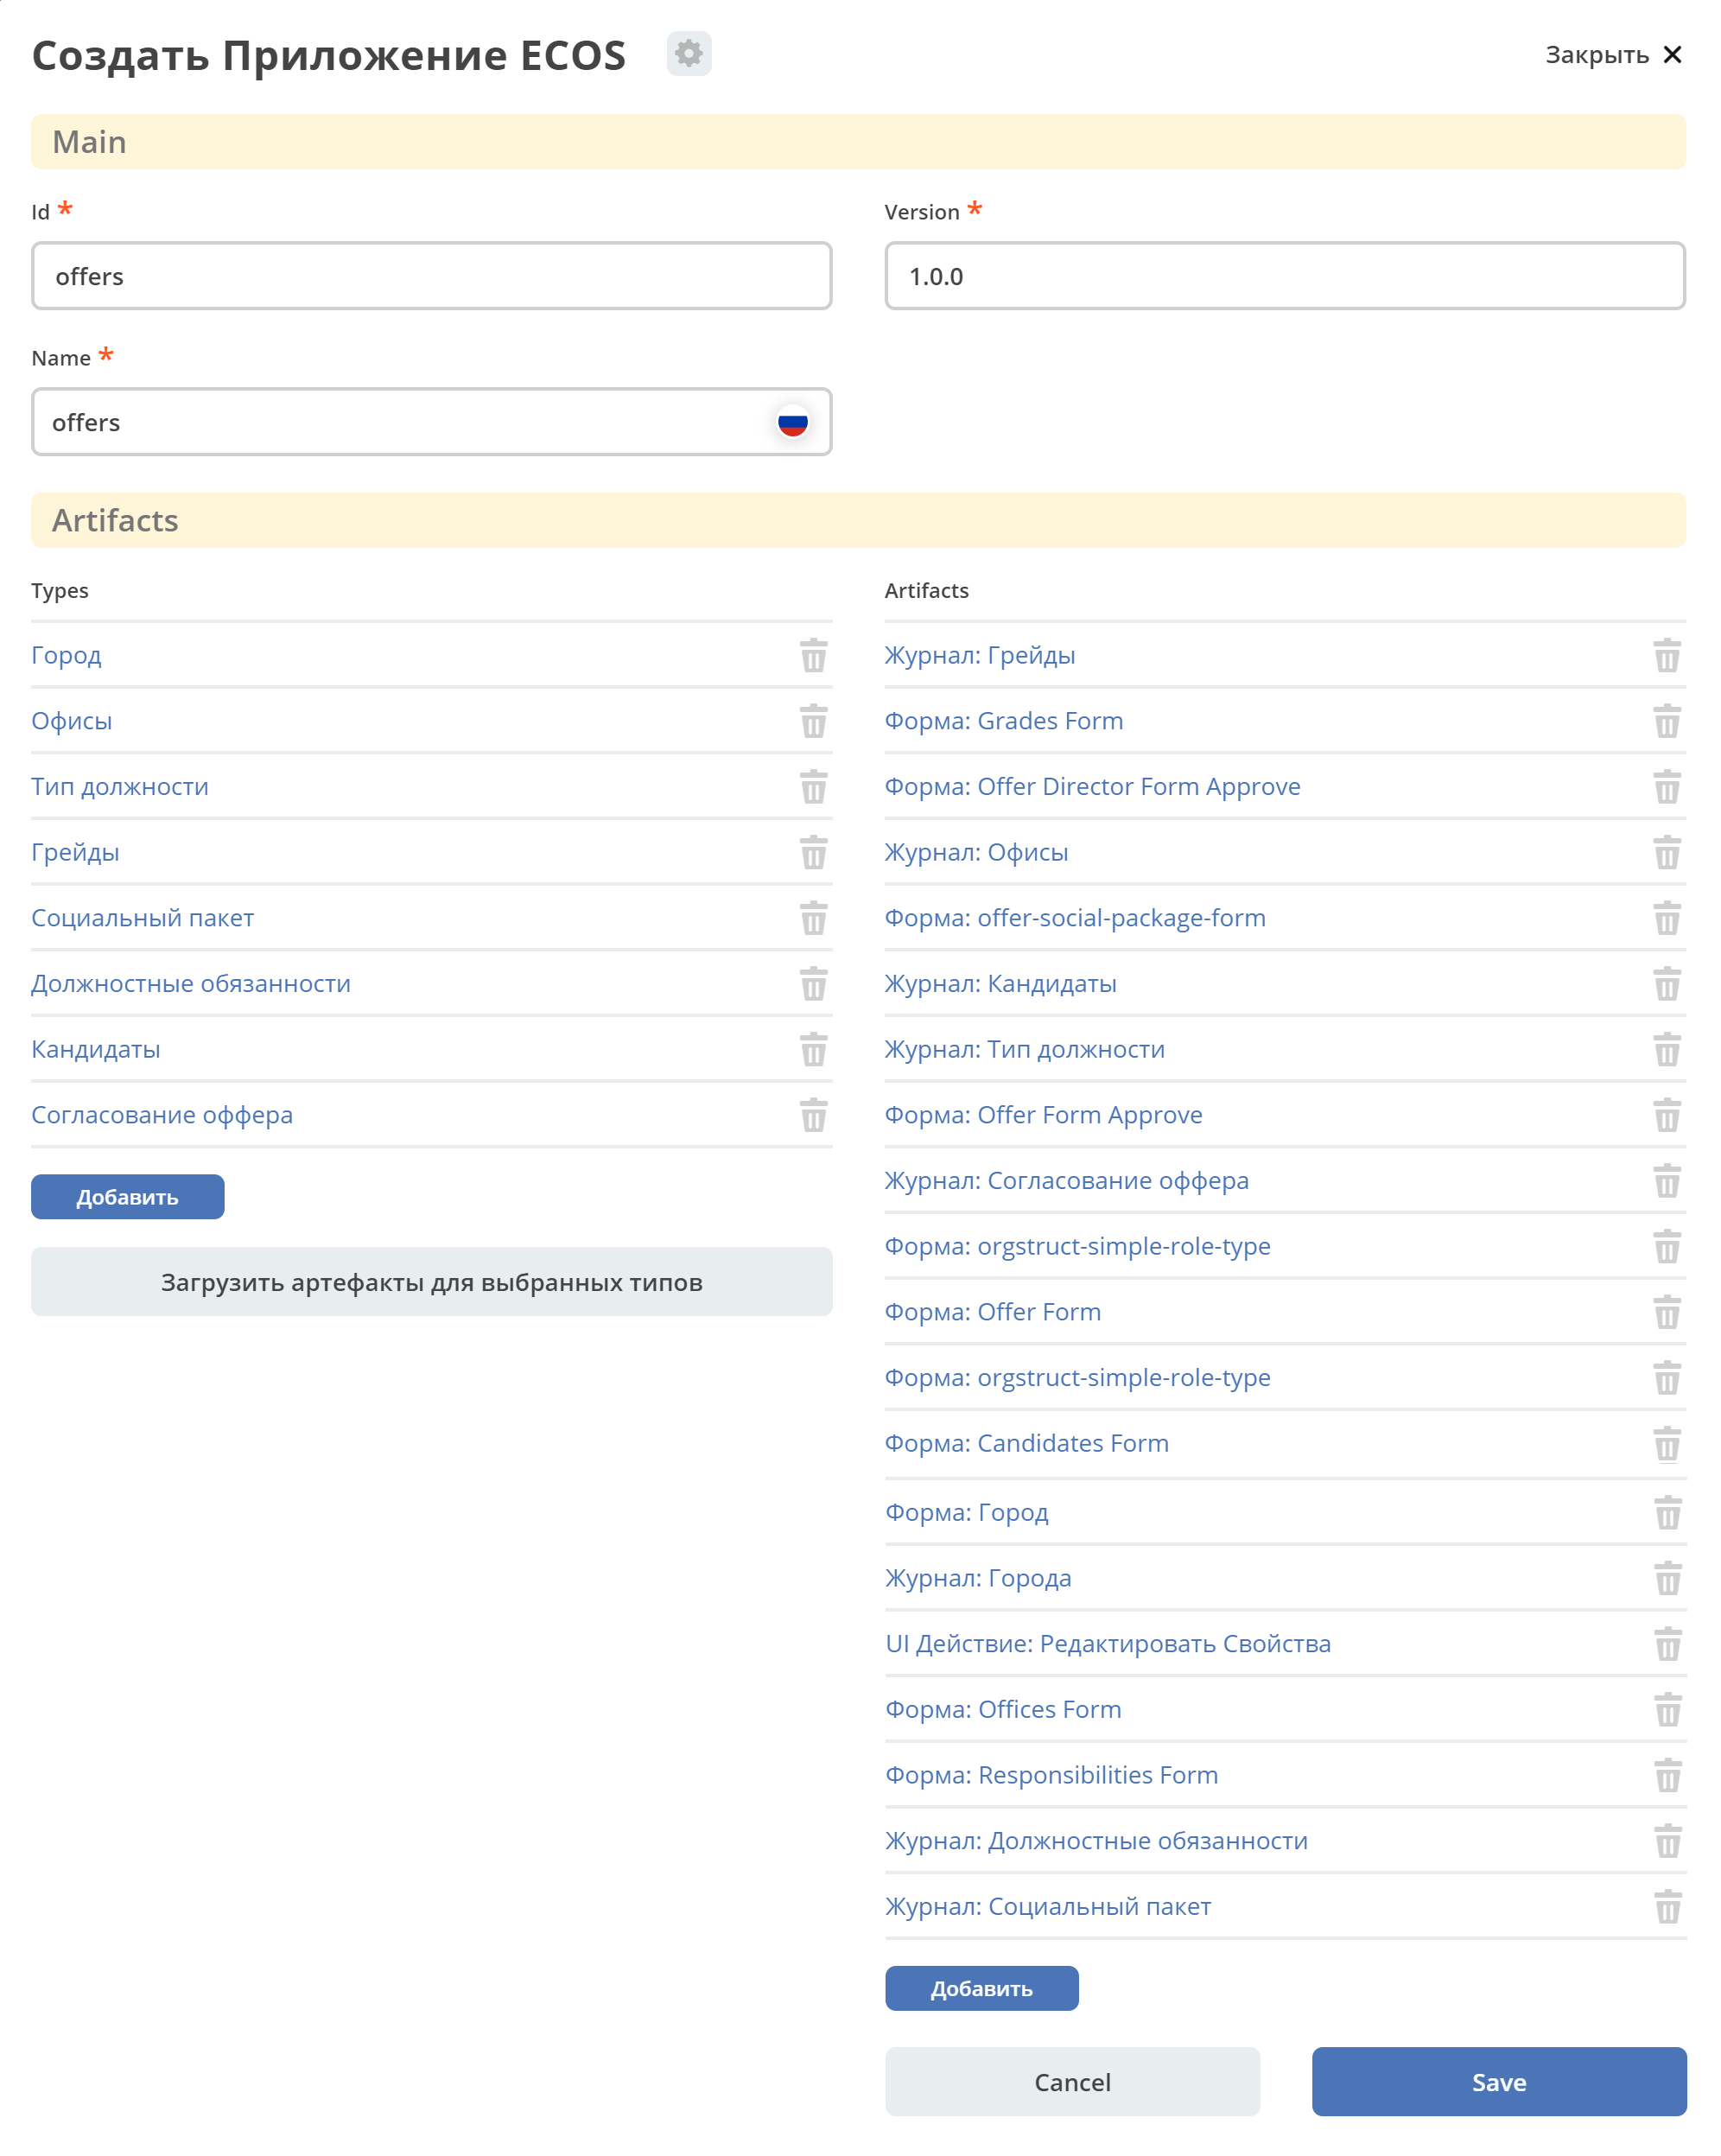 Создать Приложение ECOS
Закрыть
Main
Id *
Version *
offers
1.0.0
Name *
offers
Artifacts
Types
Город
Офисы
Тип должности
Грейды
Социальный пакет
Должностные обязанности
Кандидаты
Согласование оффера
Добавить
Загрузить артефакты для выбранных типов
Artifacts
Журнал: Грейды
Форма: Grades Form
Форма: Offer Director Form Approve
Журнал: Офисы
Форма: offer-social-package-form
Журнал: Кандидаты
Журнал: Тип должности
Форма: Offer Form Approve
Журнал: Согласование оффера
Форма: orgstruct-simple-role-type
Форма: Offer Form
Форма: orgstruct-simple-role-type
Форма: Candidates Form
Форма: Город
Журнал: Города
UI Действие: Редактировать Свойства
Форма: Offices Form
Форма: Responsibilities Form
Журнал: Должностные обязанности
Журнал: Социальный пакет
Добавить
Cancel
Save